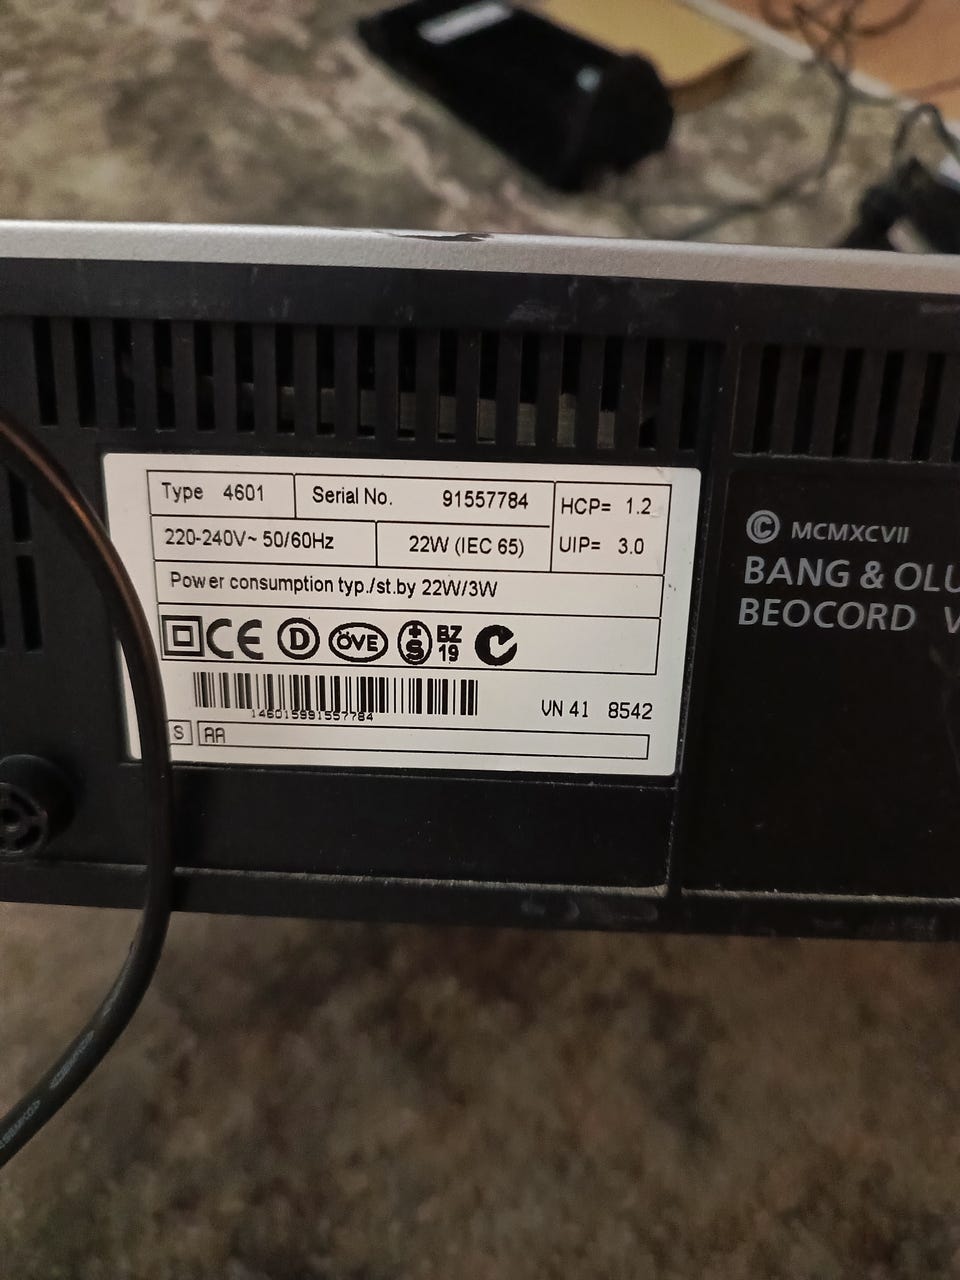 Type 4601 Serial No. 91557784 HCP= 1.2
220-240V~ 50/60Hz 22W (IEC 65) UIP= 3.0
Power consumption typ./st.by 22W/3W
CE D ÖVE +S BZ 19
146015991557784
VN 41 8542
S AA
© MCMXCVII
BANG & OLU
BEOCORD V